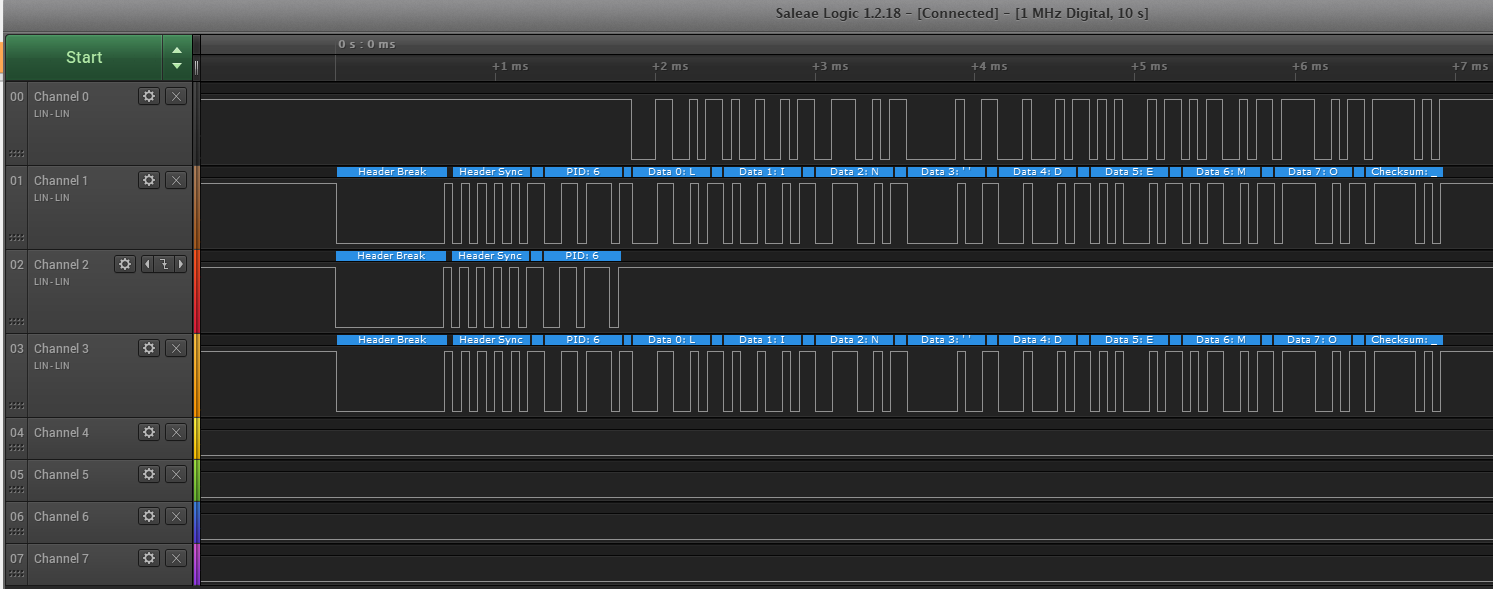 Saleae Logic 1.2.18 - [Connected] - [1 MHz Digital, 10 s]
Start
0 s : 0 ms
+1 ms +2 ms +3 ms +4 ms +5 ms +6 ms +7 ms
00 Channel 0
LIN-LIN
01 Channel 1
LIN-LIN
Header Break Header Sync PID: 6 Data 0: L Data 1: I Data 2: N Data 3: ' ' Data 4: D Data 5: E Data 6: M Data 7: O Checksum: _
02 Channel 2
LIN-LIN
Header Break Header Sync PID: 6
03 Channel 3
LIN-LIN
Header Break Header Sync PID: 6 Data 0: L Data 1: I Data 2: N Data 3: ' ' Data 4: D Data 5: E Data 6: M Data 7: O Checksum: _
04 Channel 4
05 Channel 5
06 Channel 6
07 Channel 7